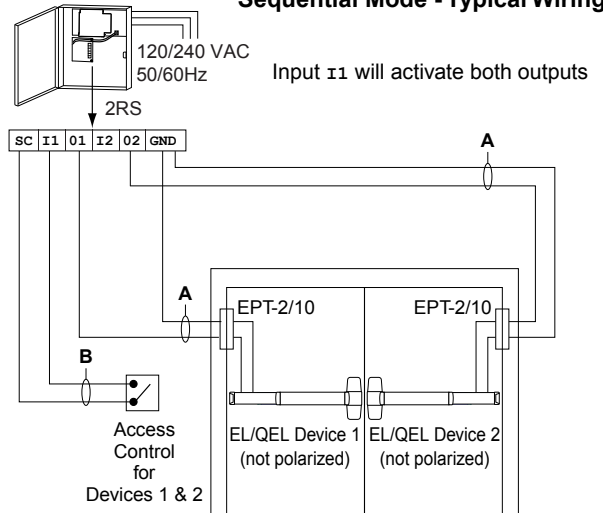 Sequential Mode - Typical Wiring
120/240 VAC
50/60Hz
Input I1 will activate both outputs
2RS
SC I1 01 I2 02 GND
A
A
EPT-2/10
EPT-2/10
B
Access
Control
for
Devices 1 & 2
EL/QEL Device 1
(not polarized)
EL/QEL Device 2
(not polarized)